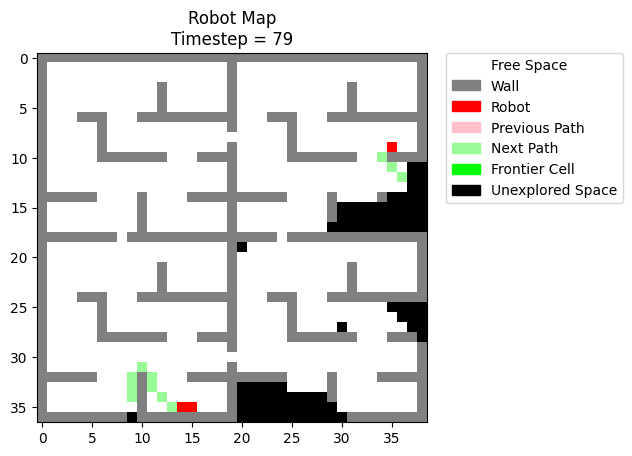 Robot Map
Timestep = 79
0
5
10
15
20
25
30
35
0
5
10
15
20
25
30
35
Free Space
Wall
Robot
Previous Path
Next Path
Frontier Cell
Unexplored Space